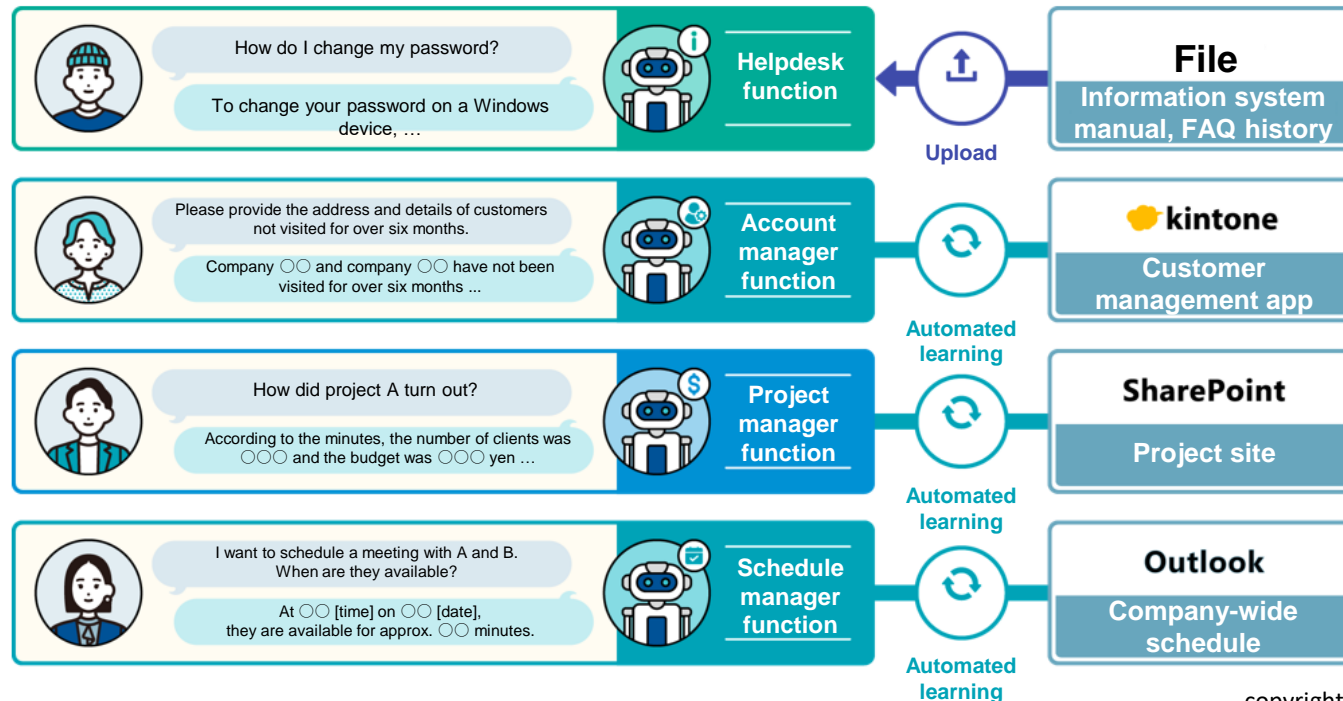 How do I change my password?
To change your password on a Windows
device, …
Helpdesk
function
Upload
File
Information system
manual, FAQ history
Please provide the address and details of customers
not visited for over six months.
Company ○○ and company ○○ have not been
visited for over six months ...
Account
manager
function
Automated
learning
kintone
Customer
management app
How did project A turn out?
According to the minutes, the number of clients was
○○○ and the budget was ○○○ yen …
Project
manager
function
Automated
learning
SharePoint
Project site
I want to schedule a meeting with A and B.
When are they available?
At ○○ [time] on ○○ [date],
they are available for approx. ○○ minutes.
Schedule
manager
function
Automated
learning
Outlook
Company-wide
schedule
copyright